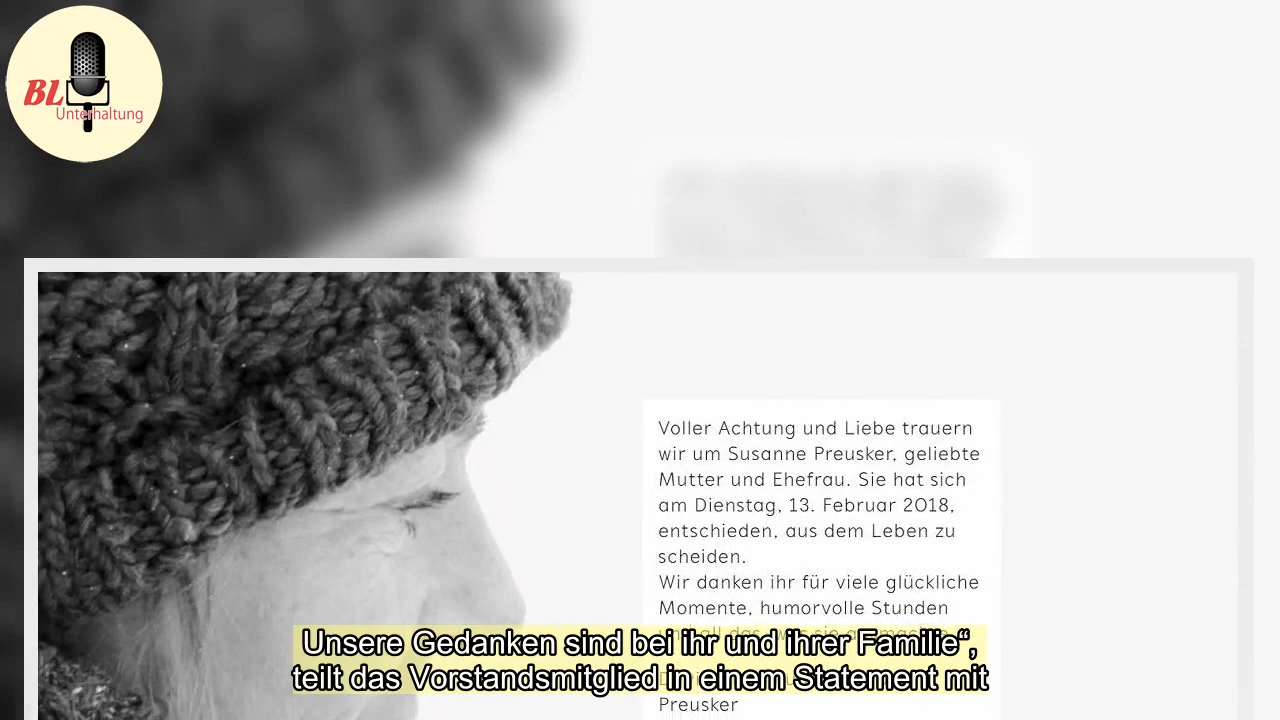 BL
Unterhaltung
Voller Achtung und Liebe trauern
wir um Susanne Preusker, geliebte
Mutter und Ehefrau. Sie hat sich
am Dienstag, 13. Februar 2018,
entschieden, aus dem Leben zu
scheiden.
Wir danken ihr für viele glückliche
Momente, humorvolle Stunden
Unsere Gedanken sind bei ihr und ihrer Familie“,
teilt das Vorstandsmitglied in einem Statement mit
Preusker